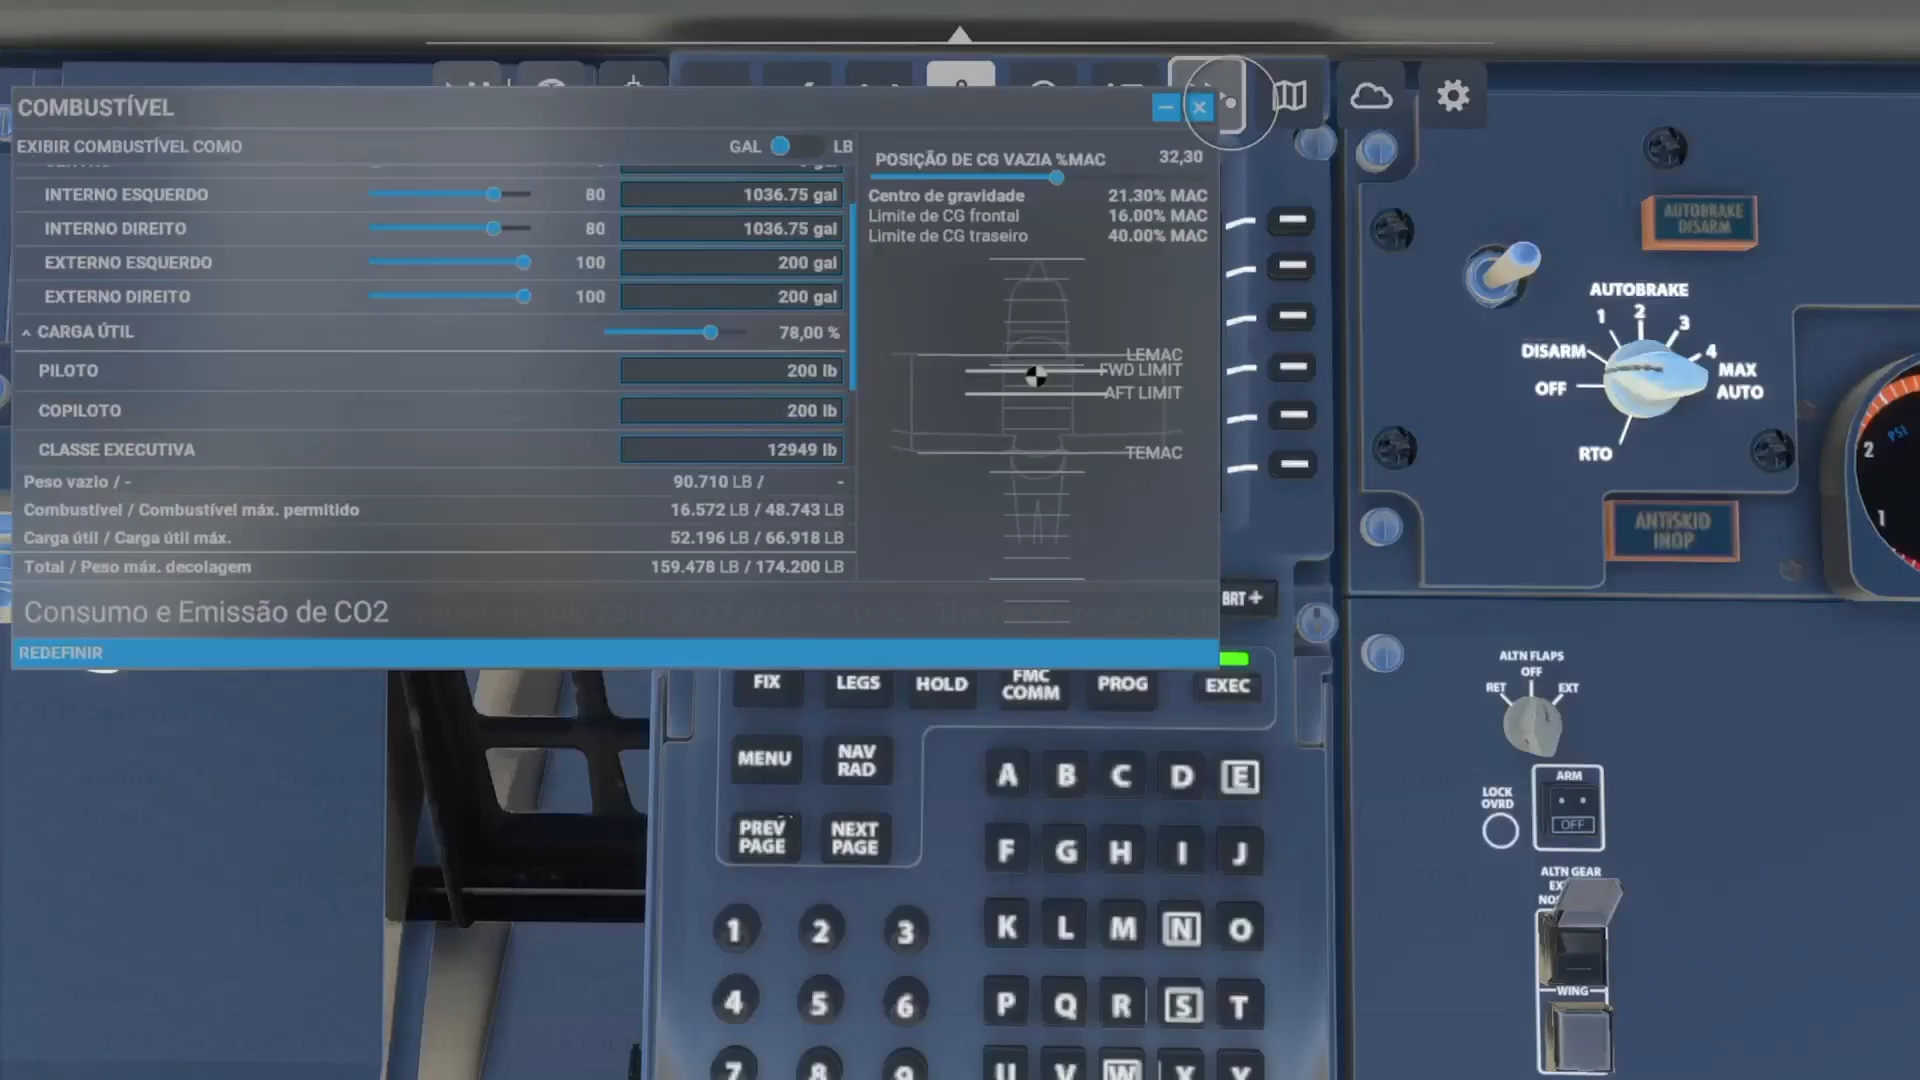 COMBUSTÍVEL
EXIBIR COMBUSTÍVEL COMO GAL LB
INTERNO ESQUERDO 80 1036.75 gal
INTERNO DIREITO 80 1036.75 gal
EXTERNO ESQUERDO 100 200 gal
EXTERNO DIREITO 100 200 gal
CARGA ÚTIL 78,00 %
PILOTO 200 lb
COPILOTO 200 lb
CLASSE EXECUTIVA 12949 lb
Peso vazio / - 90.710 LB / -
Combustível / Combustível máx. permitido 16.572 LB / 48.743 LB
Carga útil / Carga útil máx. 52.196 LB / 66.918 LB
Total / Peso máx. decolagem 159.478 LB / 174.200 LB
Consumo e Emissão de CO2
REDEFINIR
POSIÇÃO DE CG VAZIA %MAC 32,30
Centro de gravidade 21.30% MAC
Limite de CG frontal 16.00% MAC
Limite de CG traseiro 40.00% MAC
LEMAC
FWD LIMIT
AFT LIMIT
TEMAC
BRT +
FIX LEGS HOLD FMC COMM PROG EXEC
MENU NAV RAD
PREV PAGE NEXT PAGE
A B C D E
F G H I J
K L M N O
P Q R S T
U V W X Y
1 2 3
4 5 6
7 8 9
AUTOBRAKE
DISARM
AUTOBRAKE
1 2 3
DISARM 4
OFF MAX
AUTO
RTO
ANTISKID
INOP
PSI
2
1
ALTN FLAPS
OFF
RET EXT
LOCK
OVRD
ARM
OFF
ALTN GEAR
WING